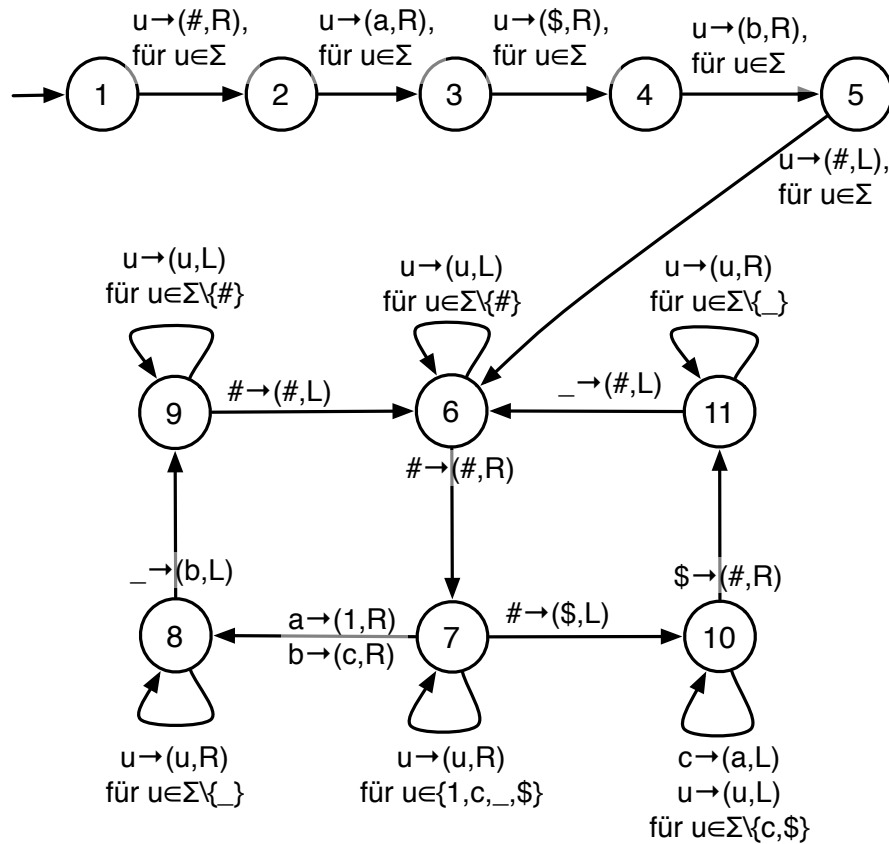 u→(#,R),
für u∈Σ
u→(a,R),
für u∈Σ
u→($,R),
für u∈Σ
u→(b,R),
für u∈Σ
1
2
3
4
5
u→(#,L),
für u∈Σ
u→(u,L)
für u∈Σ\{#}
u→(u,L)
für u∈Σ\{#}
u→(u,R)
für u∈Σ\{_}
9
#→(#,L)
6
_→(#,L)
11
#→(#,R)
_→(b,L)
$→(#,R)
8
a→(1,R)
b→(c,R)
7
#→($,L)
10
u→(u,R)
für u∈Σ\{_}
u→(u,R)
für u∈{1,c,_,$}
c→(a,L)
u→(u,L)
für u∈Σ\{c,$}